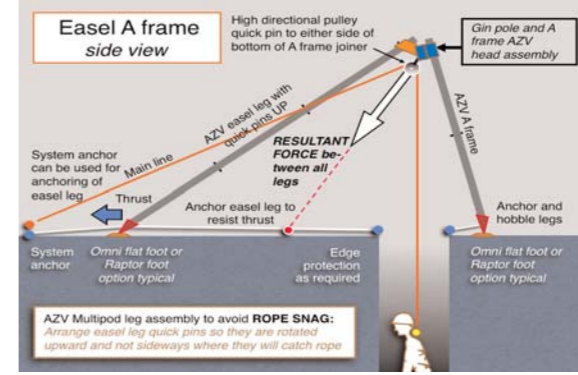 Easel A frame
side view
High directional pulley
quick pin to either side of
bottom of A frame joiner
Gin pole and A
frame AZV
head assembly
AZV easel leg with
quick pins UP
AZV A frame
RESULTANT
FORCE be-
tween all
legs
System anchor
can be used for
anchoring of
easel leg
Main line
Thrust
Anchor easel leg to
resist thrust
Anchor and
hobble legs
System
anchor
Omni flat foot or
Raptor foot
option typical
Edge
protection
as required
Omni flat foot or
Raptor foot
option typical
AZV Multipod leg assembly to avoid ROPE SNAG:
Arrange easel leg quick pins so they are rotated
upward and not sideways where they will catch rope